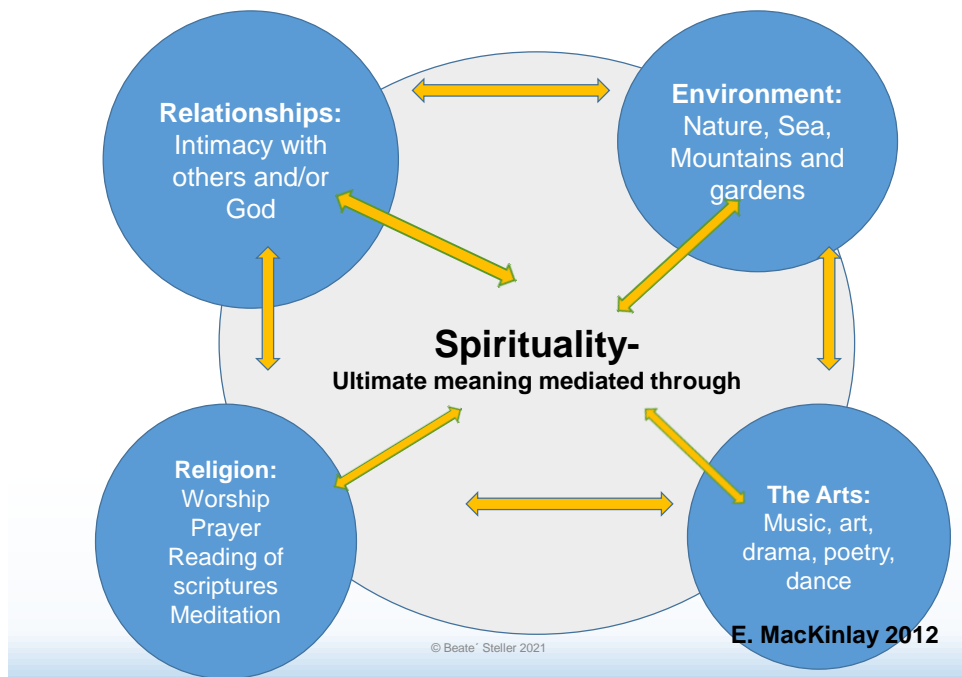 Relationships:
Intimacy with
others and/or
God
Environment:
Nature, Sea,
Mountains and
gardens
Spirituality-
Ultimate meaning mediated through
Religion:
Worship
Prayer
Reading of
scriptures
Meditation
The Arts:
Music, art,
drama, poetry,
dance
E. MacKinlay 2012
© Beate´ Steller 2021